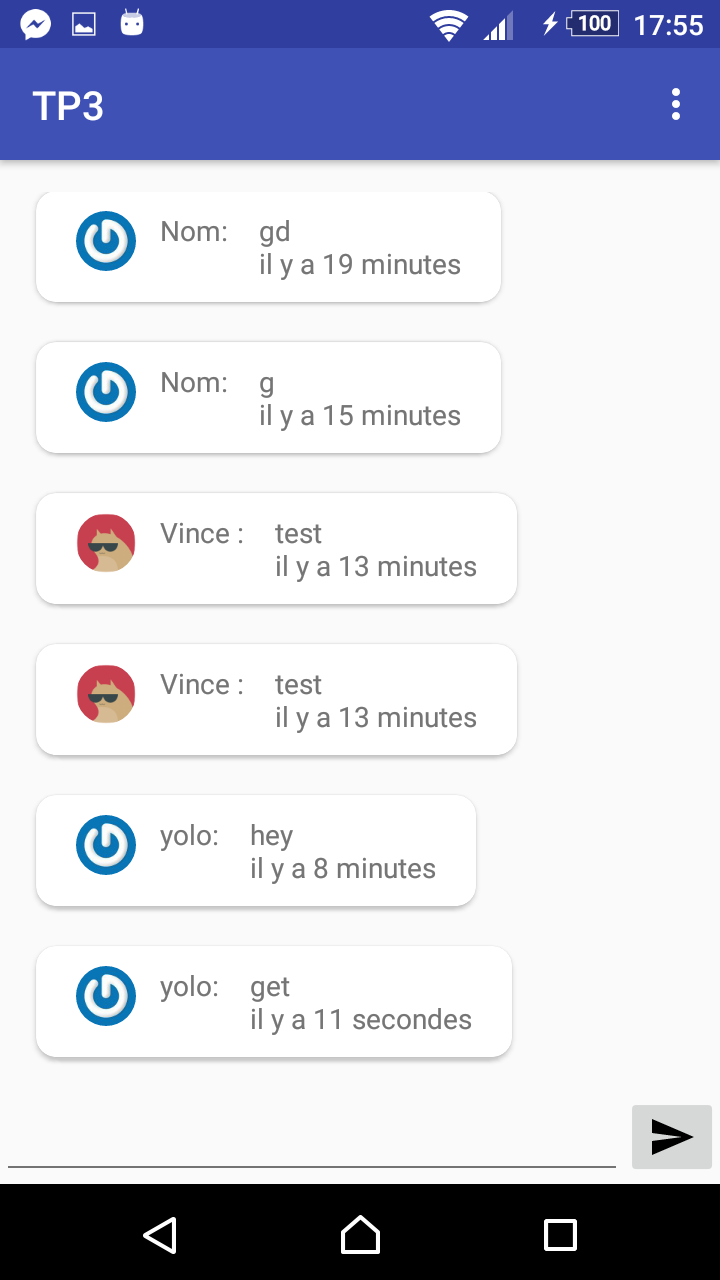 100 17:55
TP3
Nom: gd
il y a 19 minutes
Nom: g
il y a 15 minutes
Vince : test
il y a 13 minutes
Vince : test
il y a 13 minutes
yolo: hey
il y a 8 minutes
yolo: get
il y a 11 secondes